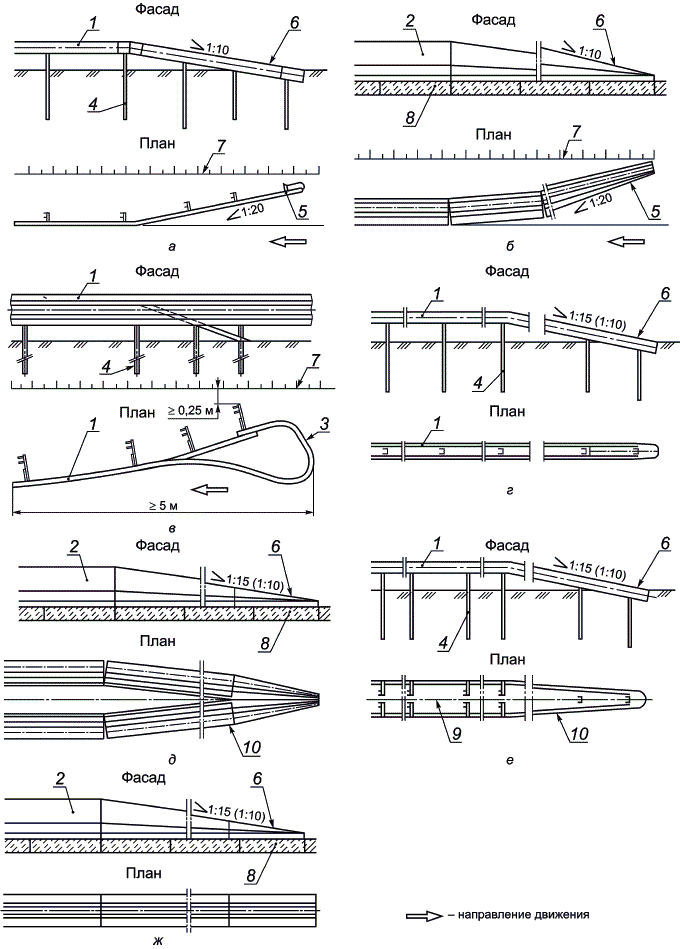 Фасад
1
6
1:10
4
План
7
1:20
5
а
Фасад
2
6
1:10
8
План
7
1:20
5
б
1
Фасад
4
7
План
≥ 0,25 м
1
3
≥ 5 м
в
Фасад
1
6
1:15 (1:10)
4
План
1
г
2
Фасад
6
1:15 (1:10)
8
План
10
д
1
Фасад
6
1:15 (1:10)
4
План
9
10
е
2
Фасад
6
1:15 (1:10)
8
План
ж
– направление движения